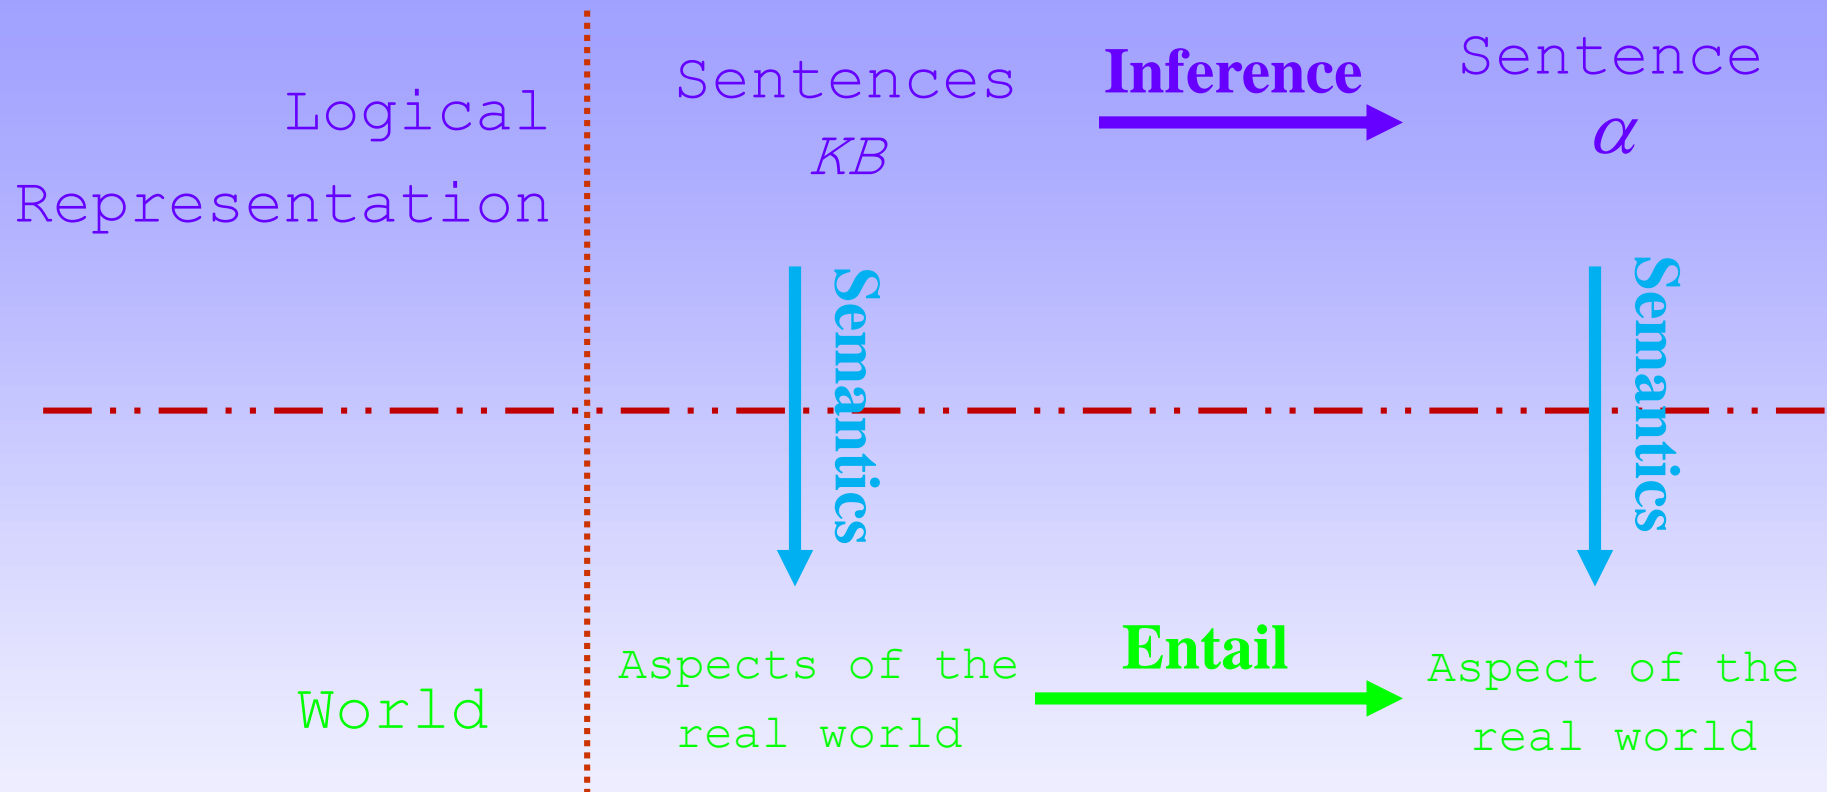 Logical
Representation
Sentences
KB
Inference
Sentence
α
Semantics
Semantics
World
Aspects of the
real world
Entail
Aspect of the
real world